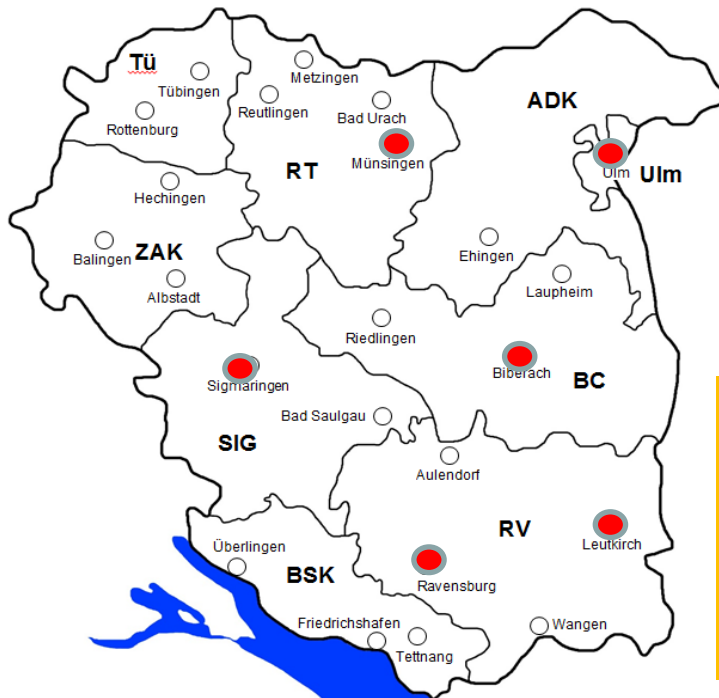 Tü
Metzingen
Tübingen
Reutlingen
Bad Urach
ADK
Rottenburg
RT
Münsingen
Ulm
Ulm
Hechingen
Balingen
ZAK
Ehingen
Albstadt
Laupheim
Riedlingen
Sigmaringen
Biberach
BC
Bad Saulgau
SIG
Aulendorf
RV
Leutkirch
Überlingen
BSK
Ravensburg
Friedrichshafen
Wangen
Tettnang